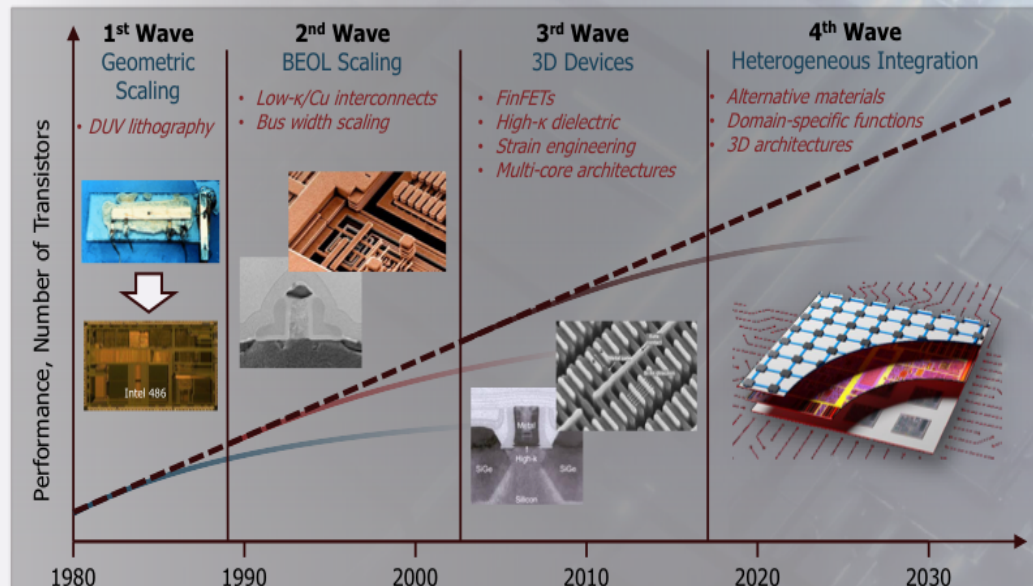 1st Wave
Geometric
Scaling
• DUV lithography
2nd Wave
BEOL Scaling
• Low-κ/Cu interconnects
• Bus width scaling
3rd Wave
3D Devices
• FinFETs
• High-κ dielectric
• Strain engineering
• Multi-core architectures
4th Wave
Heterogeneous Integration
• Alternative materials
• Domain-specific functions
• 3D architectures
Performance, Number of Transistors
Intel 486
Metal
High-k
SiGe
SiGe
Silicon
1980
1990
2000
2010
2020
2030